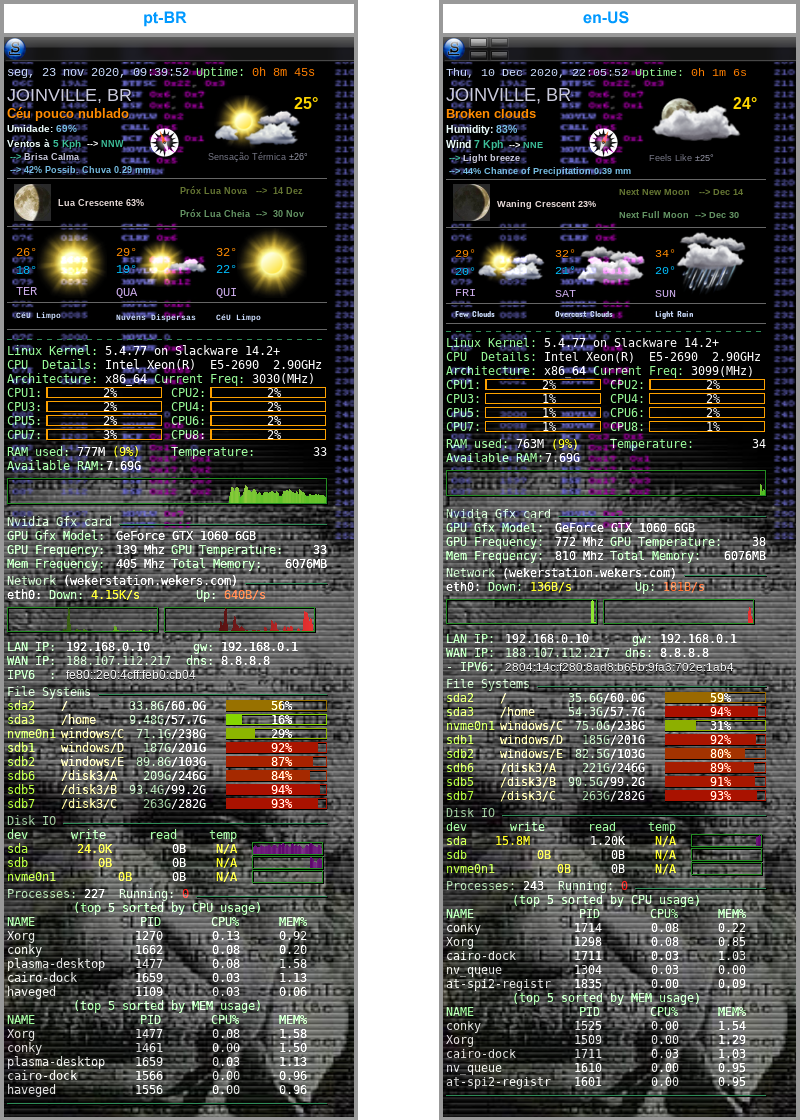 pt-BR
seg, 23 nov 2020, 09:39:52 Uptime: 0h 8m 45s
JOINVILLE, BR
25°
Céu pouco nublado
Umidade: 69%
Ventos à 5 Kph --> NNW
--> Brisa Calma
Sensação Térmica ±26°
--> 42% Possib. Chuva 0.29 mm
Próx Lua Nova --> 14 Dez
Lua Crescente 63%
Próx Lua Cheia --> 30 Nov
26° 29° 32°
18° 19° 22°
TER QUA QUI
CéU Limpo Nuvens Dispersas CéU Limpo
Linux Kernel: 5.4.77 on Slackware 14.2+
CPU Details: Intel Xeon(R) E5-2690 2.90GHz
Architecture: x86_64 Current Freq: 3030(MHz)
CPU1: 2% CPU2: 2%
CPU3: 2% CPU4: 2%
CPU5: 2% CPU6: 2%
CPU7: 3% CPU8: 2%
RAM used: 777M (9%) Temperature: 33
Available RAM:7.69G
Nvidia Gfx card
GPU Gfx Model: GeForce GTX 1060 6GB
GPU Frequency: 139 Mhz GPU Temperature: 33
Mem Frequency: 405 Mhz Total Memory: 6076MB
Network (wekerstation.wekers.com)
eth0: Down: 4.15K/s Up: 640B/s
LAN IP: 192.168.0.10 gw: 192.168.0.1
WAN IP: 188.107.112.217 dns: 8.8.8.8
IPV6 : fe80::2e0:4cff:feb0:cb04
File Systems
sda2 / 33.8G/60.0G 56%
sda3 /home 9.48G/57.7G 16%
nvme0n1 windows/C 71.1G/238G 29%
sdb1 windows/D 187G/201G 92%
sdb2 windows/E 89.8G/103G 87%
sdb6 /disk3/A 209G/246G 84%
sdb5 /disk3/B 93.4G/99.2G 94%
sdb7 /disk3/C 263G/282G 93%
Disk IO
dev write read temp
sda 24.0K 0B N/A
sdb 0B 0B N/A
nvme0n1 0B 0B N/A
Processes: 227 Running: 0
(top 5 sorted by CPU usage)
NAME PID CPU% MEM%
Xorg 1270 0.13 0.92
conky 1662 0.08 0.20
plasma-desktop 1477 0.08 1.58
cairo-dock 1659 0.03 1.13
haveged 1109 0.03 0.06
(top 5 sorted by MEM usage)
NAME PID CPU% MEM%
Xorg 1477 0.08 1.58
conky 1461 0.00 1.50
plasma-desktop 1659 0.03 1.13
cairo-dock 1566 0.00 0.96
haveged 1556 0.00 0.96
en-US
Thu, 10 Dec 2020, 22:05:52 Uptime: 0h 1m 6s
JOINVILLE, BR
24°
Broken clouds
Humidity: 83%
Wind 7 Kph --> NNE
--> Light breeze
Feels Like ±25°
--> 44% Chance of Precipitation 0.39 mm
Next New Moon --> Dec 14
Waning Crescent 23%
Next Full Moon --> Dec 30
29° 32° 34°
20° 21° 20°
FRI SAT SUN
Few Clouds Overcast Clouds Light Rain
Linux Kernel: 5.4.77 on Slackware 14.2+
CPU Details: Intel Xeon(R) E5-2690 2.90GHz
Architecture: x86_64 Current Freq: 3099(MHz)
CPU1: 2% CPU2: 2%
CPU3: 1% CPU4: 2%
CPU5: 1% CPU6: 2%
CPU7: 1% CPU8: 1%
RAM used: 763M (9%) Temperature: 34
Available RAM:7.69G
Nvidia Gfx card
GPU Gfx Model: GeForce GTX 1060 6GB
GPU Frequency: 772 Mhz GPU Temperature: 38
Mem Frequency: 810 Mhz Total Memory: 6076MB
Network (wekerstation.wekers.com)
eth0: Down: 136B/s Up: 181B/s
LAN IP: 192.168.0.10 gw: 192.168.0.1
WAN IP: 188.107.112.217 dns: 8.8.8.8
- IPV6: 2804:14c:f280:8ad8:b65b:9fa3:702e:1ab4
File Systems
sda2 / 35.6G/60.0G 59%
sda3 /home 54.3G/57.7G 94%
nvme0n1 windows/C 75.0G/238G 31%
sdb1 windows/D 185G/201G 92%
sdb2 windows/E 82.5G/103G 80%
sdb6 /disk3/A 221G/246G 89%
sdb5 /disk3/B 90.5G/99.2G 91%
sdb7 /disk3/C 263G/282G 93%
Disk IO
dev write read temp
sda 15.8M 1.20K N/A
sdb 0B 0B N/A
nvme0n1 0B 0B N/A
Processes: 243 Running: 0
(top 5 sorted by CPU usage)
NAME PID CPU% MEM%
conky 1714 0.08 0.22
Xorg 1298 0.08 0.85
cairo-dock 1711 0.03 1.03
nv_queue 1304 0.03 0.00
at-spi2-registr 1835 0.00 0.09
(top 5 sorted by MEM usage)
NAME PID CPU% MEM%
conky 1525 0.00 1.54
Xorg 1509 0.00 1.29
cairo-dock 1711 0.03 1.03
nv_queue 1610 0.00 0.95
at-spi2-registr 1601 0.00 0.95